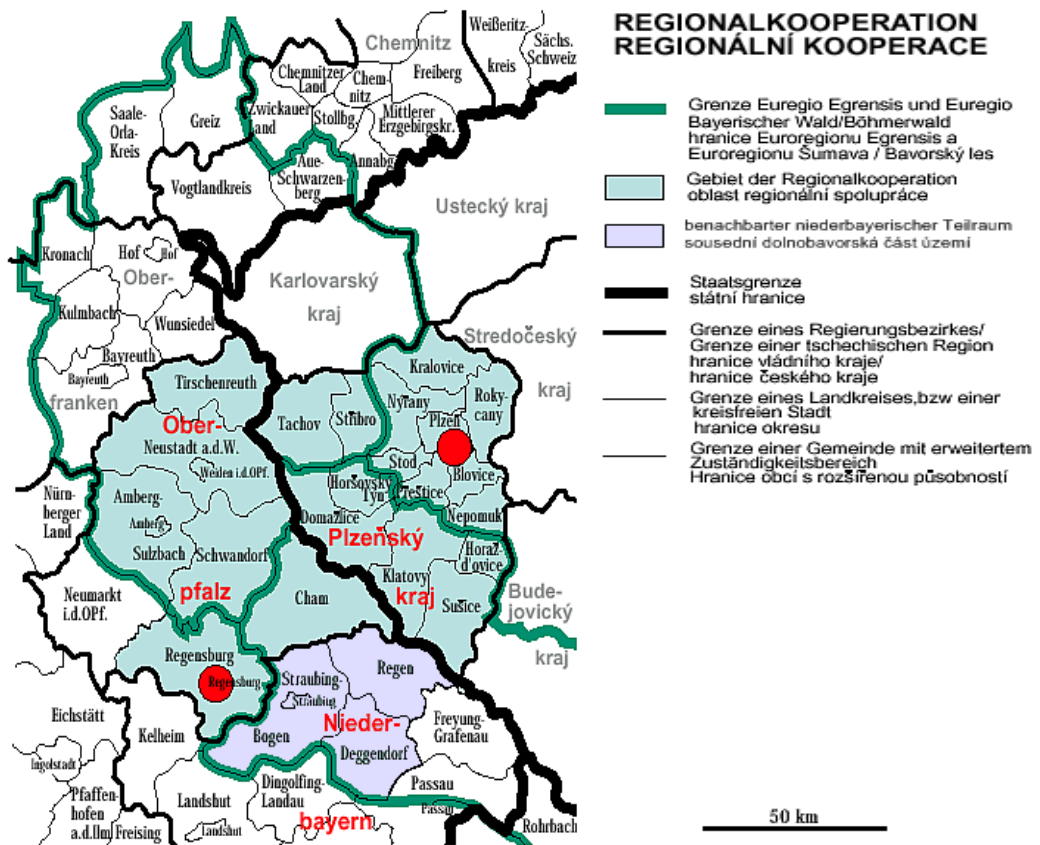 REGIONALKOOPERATION
REGIONÁLNÍ KOOPERACE
Grenze Euregio Egrensis und Euregio
Bayerischer Wald/Böhmerwald
hranice Euroregionu Egrensis a
Euroregionu Šumava / Bavorský les
Gebiet der Regionalkooperation
oblast regionální spolupráce
benachbarter niederbayerischer Teilraum
sousední dolnobavorská část území
Staatsgrenze
státní hranice
Grenze eines Regierungsbezirkes/
Grenze einer tschechischen Region
hranice vládního kraje/
hranice českého kraje
Grenze eines Landkreises,bzw einer
kreisfreien Stadt
hranice okresu
Grenze einer Gemeinde mit erweitertem
Zuständigkeitsbereich
Hranice obcí s rozšířenou působností
50 km
Chemnitz
Weißeritz-
kreis
Sächs.
Schweiz
Chemnitzer
Land
Chem-
nitz
Freiberg
Saale-
Orla-
Kreis
Greiz
Zwickauer
Land
Stollbg.
Mittlerer
Erzgebirgskr.
Annabg.
Aue-
Schwarzen-
berg
Vogtlandkreis
Ustecký kraj
Kronach
Hof
Hof
Ober-
franken
Karlovarský
kraj
Kulmbach
Wunsiedel
Bayreuth
Bayreuth
Stredočeský
kraj
Tirschenreuth
Kralovice
Nýřany
Roky-
cany
Ober-
pfalz
Tachov
Stříbro
Plzeň
Neustadt a.d.W.
Weiden i.d.OPf.
Stod
Blovice
Horšovský
Týn
Přeštice
Nürn-
berger
Land
Amberg-
Amberg
Sulzbach
Schwandorf
Domažlice
Nepomuk
Plzeňský
kraj
Horaž-
d'ovice
Klatovy
Sušice
Neumarkt
i.d.OPf.
Cham
Bude-
jovický
kraj
Regensburg
Regensburg
Straubing-
Straubing
Regen
Eichstätt
Kelheim
Bogen
Nieder-
bayern
Freyung-
Grafenau
Deggendorf
Ingolstadt
Passau
Passau
Pfaffen-
hofen
a.d.Ilm
Landshut
Landshut
Dingolfing-
Landau
Freising
Rohrbach